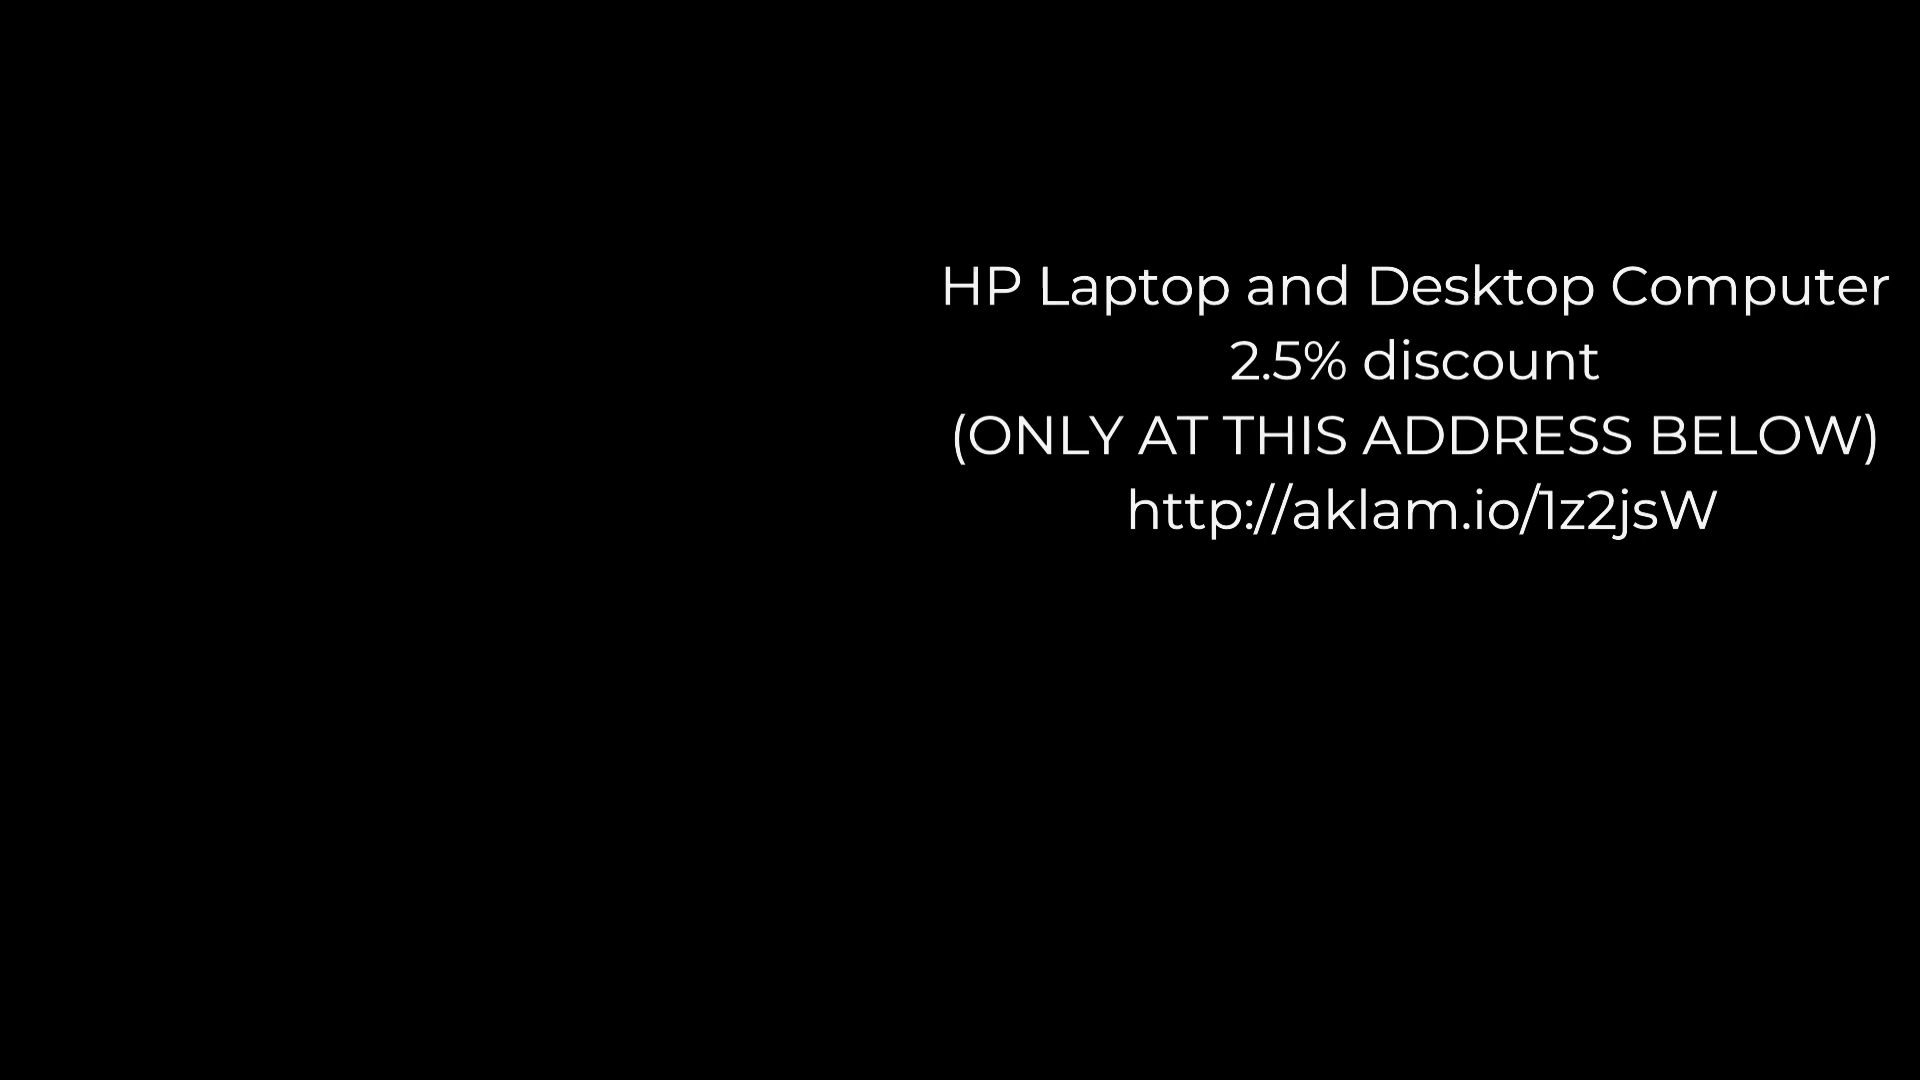 HP Laptop and Desktop Computer
2.5% discount
(ONLY AT THIS ADDRESS BELOW)
http://aklam.io/1z2jsW